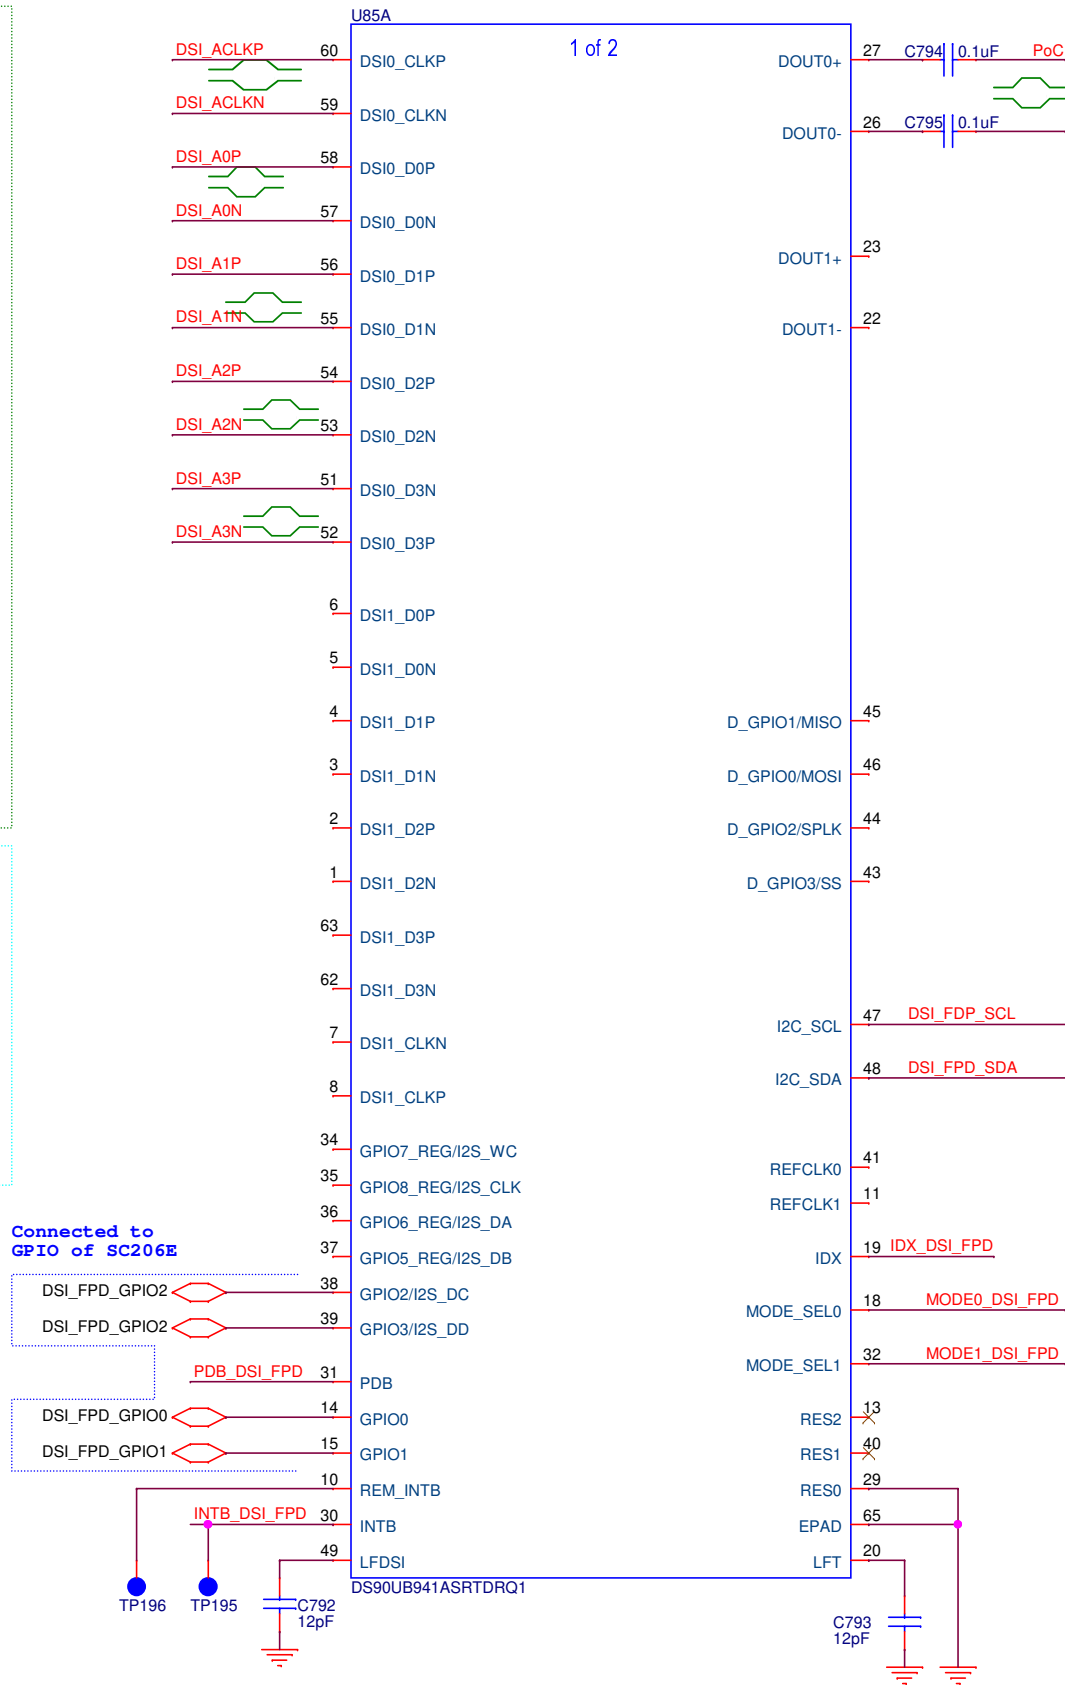 U85A
1 of 2
DSI_ACLKP 60 DSI0_CLKP
DSI_ACLKN 59 DSI0_CLKN
DSI_A0P 58 DSI0_D0P
DSI_A0N 57 DSI0_D0N
DSI_A1P 56 DSI0_D1P
DSI_A1N 55 DSI0_D1N
DSI_A2P 54 DSI0_D2P
DSI_A2N 53 DSI0_D2N
DSI_A3P 51 DSI0_D3N
DSI_A3N 52 DSI0_D3P
6 DSI1_D0P
5 DSI1_D0N
4 DSI1_D1P
3 DSI1_D1N
2 DSI1_D2P
1 DSI1_D2N
63 DSI1_D3P
62 DSI1_D3N
7 DSI1_CLKN
8 DSI1_CLKP
34 GPIO7_REG/I2S_WC
35 GPIO8_REG/I2S_CLK
36 GPIO6_REG/I2S_DA
37 GPIO5_REG/I2S_DB
Connected to
GPIO of SC206E
DSI_FPD_GPIO2 38 GPIO2/I2S_DC
DSI_FPD_GPIO2 39 GPIO3/I2S_DD
PDB_DSI_FPD 31 PDB
DSI_FPD_GPIO0 14 GPIO0
DSI_FPD_GPIO1 15 GPIO1
10 REM_INTB
INTB_DSI_FPD 30 INTB
49 LFDSI
TP196
TP195
C792
12pF
DOUT0+ 27 C794 0.1uF PoC
DOUT0- 26 C795 0.1uF
DOUT1+ 23
DOUT1- 22
D_GPIO1/MISO 45
D_GPIO0/MOSI 46
D_GPIO2/SPLK 44
D_GPIO3/SS 43
I2C_SCL 47 DSI_FDP_SCL
I2C_SDA 48 DSI_FPD_SDA
REFCLK0 41
REFCLK1 11
IDX 19 IDX_DSI_FPD
MODE_SEL0 18 MODE0_DSI_FPD
MODE_SEL1 32 MODE1_DSI_FPD
RES2 13
RES1 40
RES0 29
EPAD 65
LFT 20
C793
12pF
DS90UB941ASRTDRQ1